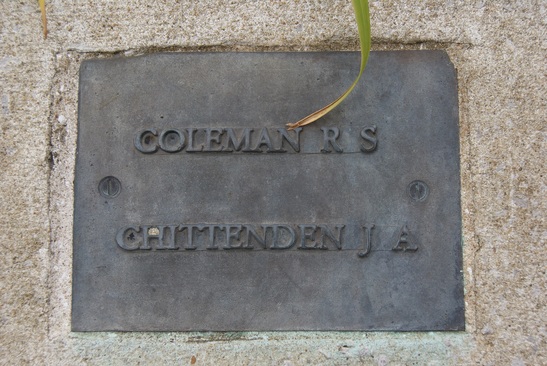 COLEMAN R S
CHITTENDEN J A